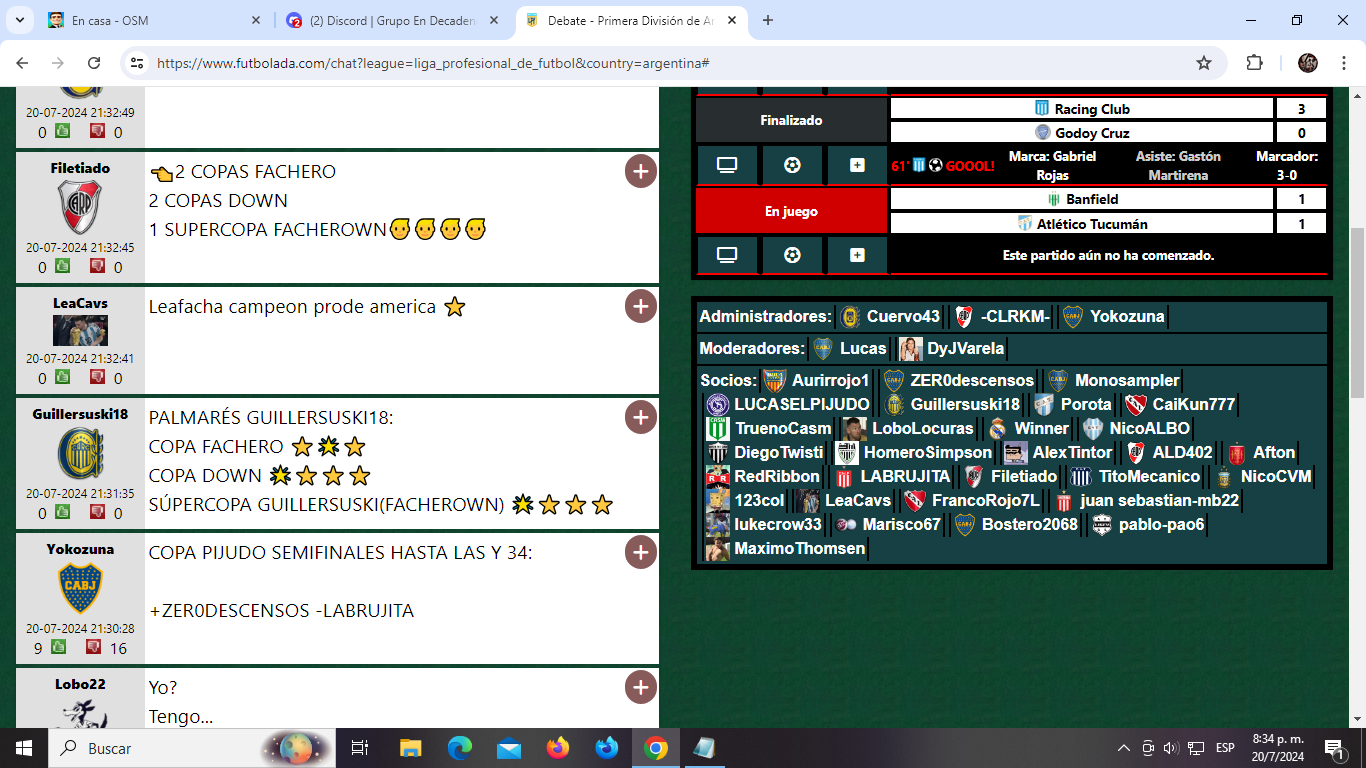 En casa - OSM
(2) Discord | Grupo En Decaden
Debate - Primera División de Ar
https://www.futbolada.com/chat?league=liga_profesional_de_futbol&country=argentina#
20-07-2024 21:32:49
0 0
Filetiado
20-07-2024 21:32:45
0 0
2 COPAS FACHERO
2 COPAS DOWN
1 SUPERCOPA FACHEROWN
LeaCavs
20-07-2024 21:32:41
0 0
Leafacha campeon prode america
Guillersuski18
20-07-2024 21:31:35
0 0
PALMARÉS GUILLERSUSKI18:
COPA FACHERO
COPA DOWN
SÚPERCOPA GUILLERSUSKI(FACHEROWN)
Yokozuna
20-07-2024 21:30:28
9 16
COPA PIJUDO SEMIFINALES HASTA LAS Y 34:
+ZER0DESCENSOS -LABRUJITA
Lobo22
Yo?
Tengo...
Finalizado
Racing Club 3
Godoy Cruz 0
61' GOOOL! Marca: Gabriel Rojas Asiste: Gastón Martirena Marcador: 3-0
En juego
Banfield 1
Atlético Tucumán 1
Este partido aún no ha comenzado.
Administradores: Cuervo43 -CLRKM- Yokozuna
Moderadores: Lucas DyJVarela
Socios: Aurirrojo1 ZER0descensos Monosampler
LUCASELPIJUDO Guillersuski18 Porota CaiKun777
TruenoCasm LoboLocuras Winner NicoALBO
DiegoTwisti HomeroSimpson AlexTintor ALD402 Afton
RedRibbon LABRUJITA Filetiado TitoMecanico NicoCVM
123col LeaCavs FrancoRojo7L juan sebastian-mb22
lukecrow33 Marisco67 Bostero2068 pablo-pao6
MaximoThomsen
Buscar
ESP
8:34 p. m.
20/7/2024
1